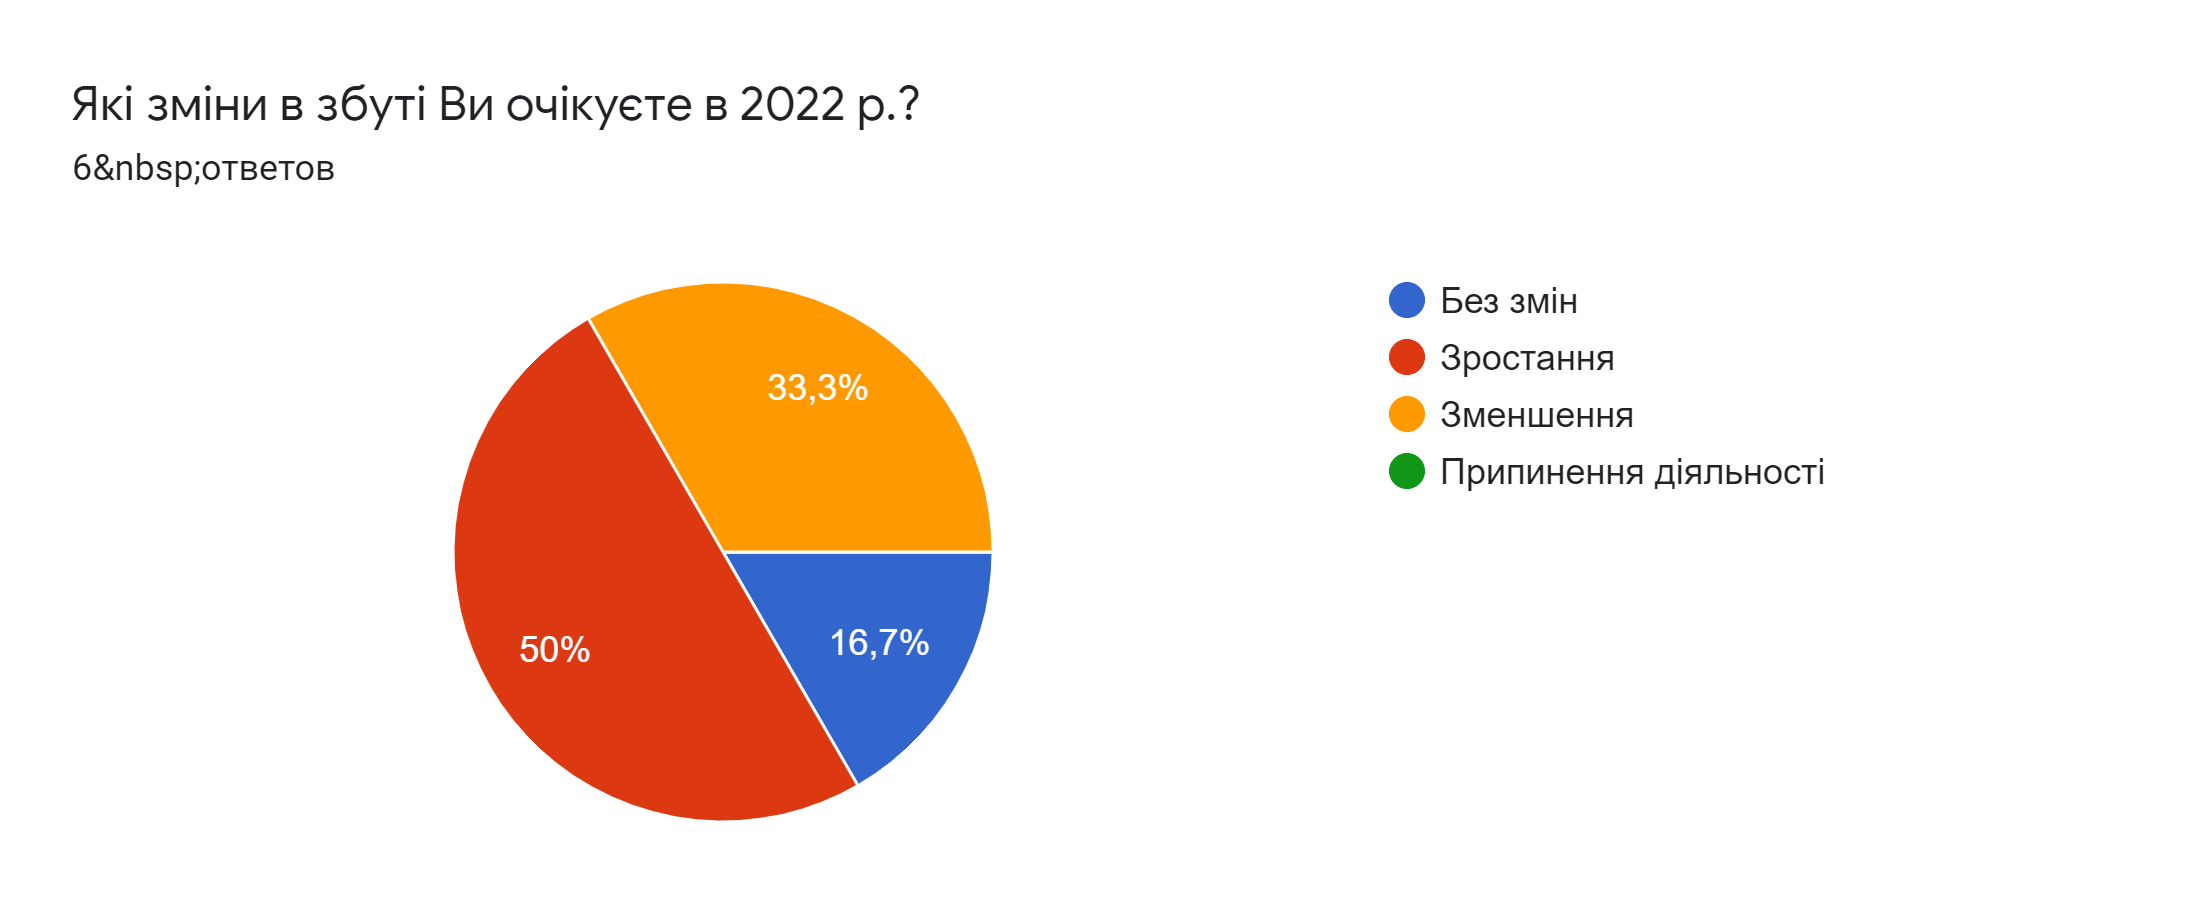 Які зміни в збуті Ви очікуєте в 2022 р.?
6&nbsp;ответов
33,3%
50%
16,7%
Без змін
Зростання
Зменшення
Припинення діяльності